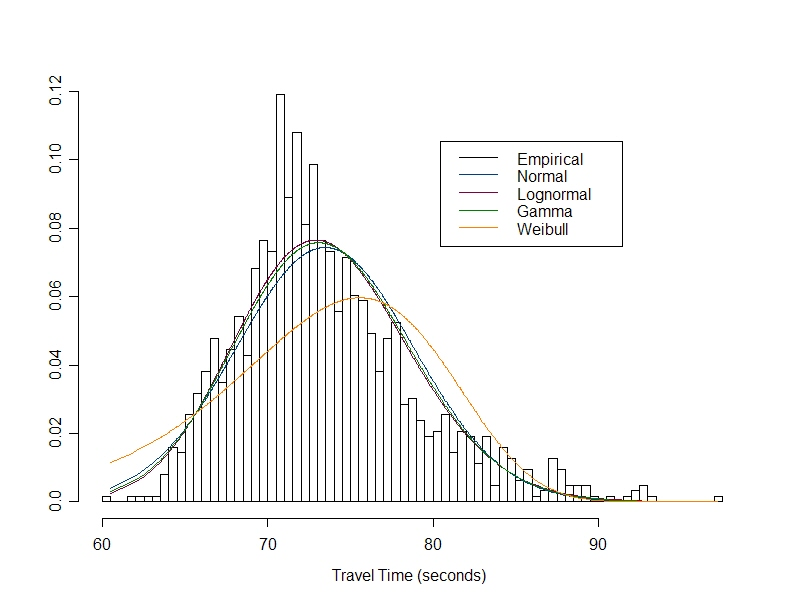 0.12
0.10
0.08
0.06
0.04
0.02
0.0
Empirical
Normal
Lognormal
Gamma
Weibull
60 70 80 90
Travel Time (seconds)